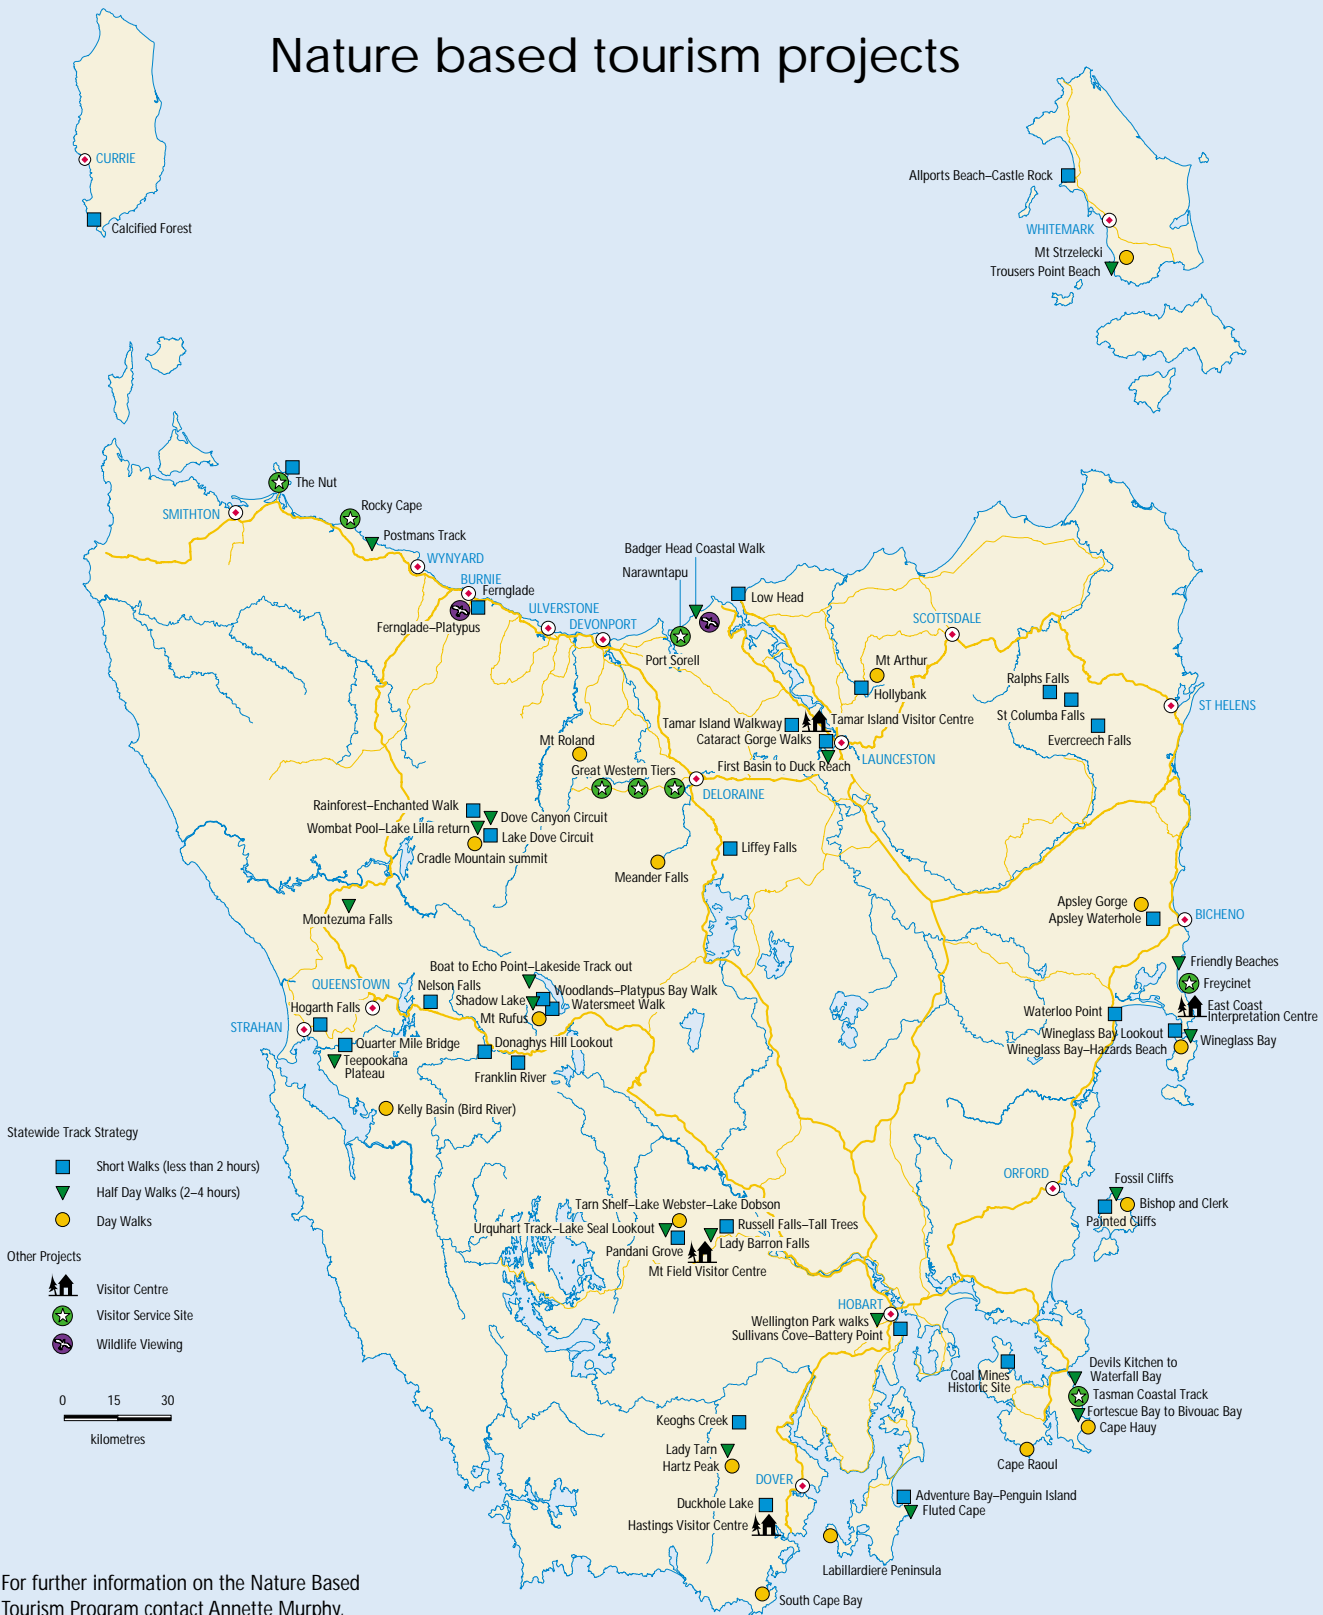 Nature based tourism projects
CURRIE
Calcified Forest
Allports Beach–Castle Rock
WHITEMARK
Mt Strzelecki
Trousers Point Beach
The Nut
SMITHTON
Rocky Cape
Postmans Track
WYNYARD
BURNIE
Fernglade
Fernglade–Platypus
ULVERSTONE
DEVONPORT
Badger Head Coastal Walk
Narawntapu
Low Head
Port Sorell
SCOTTSDALE
Mt Arthur
Hollybank
Ralphs Falls
St Columba Falls
Evercreech Falls
ST HELENS
Tamar Island Walkway
Tamar Island Visitor Centre
Cataract Gorge Walks
First Basin to Duck Reach
LAUNCESTON
Mt Roland
Great Western Tiers
DELORAINE
Rainforest–Enchanted Walk
Dove Canyon Circuit
Wombat Pool–Lake Lilla return
Lake Dove Circuit
Cradle Mountain summit
Liffey Falls
Meander Falls
Montezuma Falls
Apsley Gorge
Apsley Waterhole
BICHENO
Friendly Beaches
Freycinet
East Coast
Interpretation Centre
Waterloo Point
Wineglass Bay Lookout
Wineglass Bay
Wineglass Bay–Hazards Beach
Boat to Echo Point–Lakeside Track out
QUEENSTOWN
Nelson Falls
Woodlands–Platypus Bay Walk
Shadow Lake
Watersmeet Walk
Hogarth Falls
Mt Rufus
STRAHAN
Quarter Mile Bridge
Donaghys Hill Lookout
Teepookana
Plateau
Franklin River
Kelly Basin (Bird River)
Statewide Track Strategy
Short Walks (less than 2 hours)
Half Day Walks (2–4 hours)
Day Walks
Other Projects
Visitor Centre
Visitor Service Site
Wildlife Viewing
0 15 30
kilometres
ORFORD
Fossil Cliffs
Bishop and Clerk
Painted Cliffs
Tarn Shelf–Lake Webster–Lake Dobson
Urquhart Track–Lake Seal Lookout
Russell Falls–Tall Trees
Pandani Grove
Lady Barron Falls
Mt Field Visitor Centre
HOBART
Wellington Park walks
Sullivans Cove–Battery Point
Coal Mines
Historic Site
Devils Kitchen to
Waterfall Bay
Tasman Coastal Track
Fortescue Bay to Bivouac Bay
Cape Hauy
Cape Raoul
Keoghs Creek
Lady Tarn
Hartz Peak
DOVER
Duckhole Lake
Hastings Visitor Centre
Adventure Bay–Penguin Island
Fluted Cape
Labillardiere Peninsula
South Cape Bay
For further information on the Nature Based
Tourism Program contact Annette Murphy,